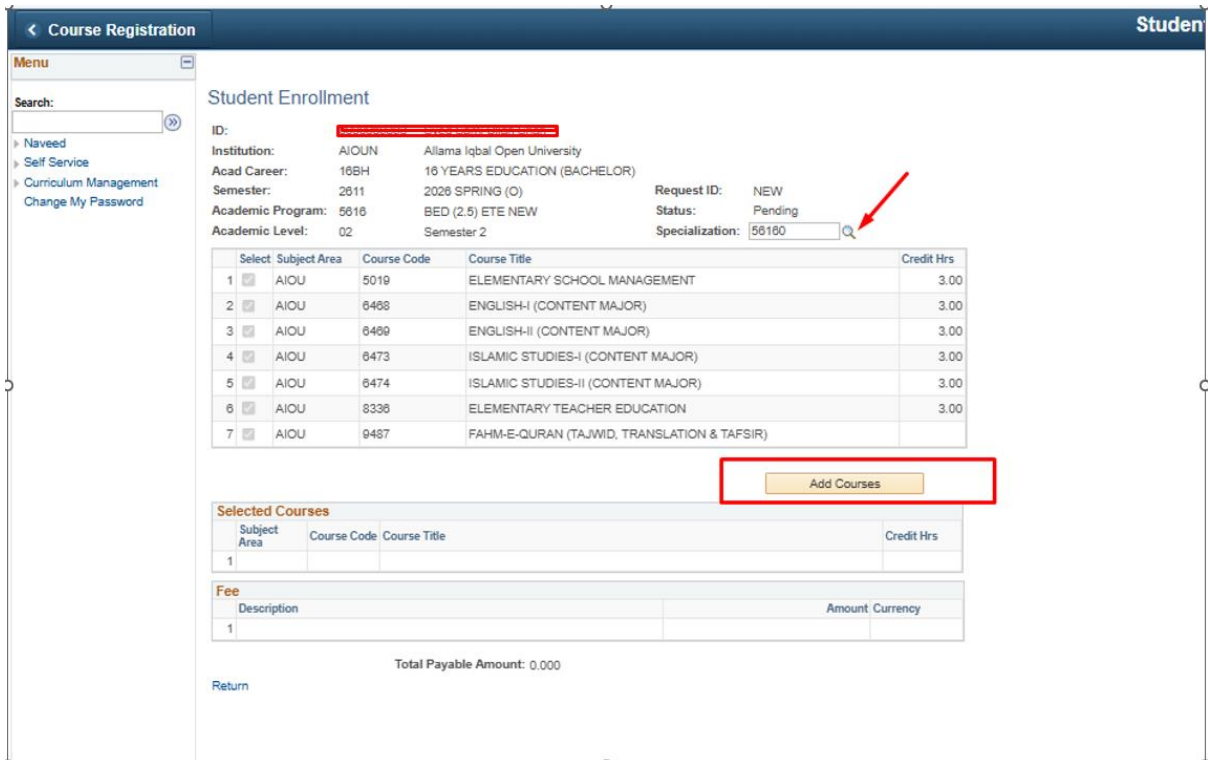 Course Registration
Studen
Menu
Search:
Naveed
Self Service
Curriculum Management
Change My Password
Student Enrollment
ID:
Institution: AIOUN Allama Iqbal Open University
Acad Career: 16BH 16 YEARS EDUCATION (BACHELOR)
Semester: 2611 2026 SPRING (O) Request ID: NEW
Academic Program: 5616 BED (2.5) ETE NEW Status: Pending
Academic Level: 02 Semester 2 Specialization: 56160
Select Subject Area Course Code Course Title Credit Hrs
1 AIOU 5019 ELEMENTARY SCHOOL MANAGEMENT 3.00
2 AIOU 6468 ENGLISH-I (CONTENT MAJOR) 3.00
3 AIOU 6469 ENGLISH-II (CONTENT MAJOR) 3.00
4 AIOU 6473 ISLAMIC STUDIES-I (CONTENT MAJOR) 3.00
5 AIOU 6474 ISLAMIC STUDIES-II (CONTENT MAJOR) 3.00
6 AIOU 8336 ELEMENTARY TEACHER EDUCATION 3.00
7 AIOU 9487 FAHM-E-QURAN (TAJWID, TRANSLATION & TAFSIR)
Add Courses
Selected Courses
Subject Area Course Code Course Title Credit Hrs
1
Fee
Description Amount Currency
1
Total Payable Amount: 0.000
Return